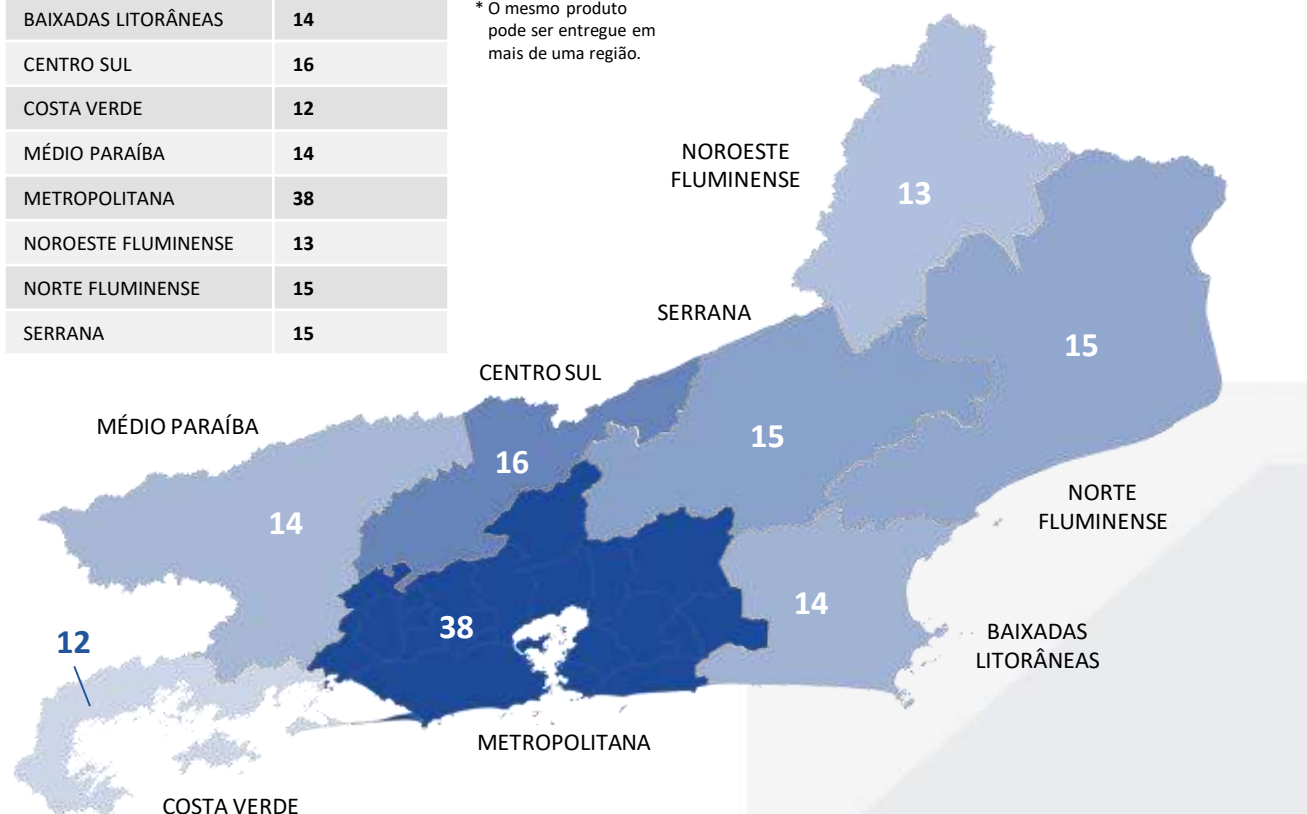 BAIXADAS LITORÂNEAS 14
CENTRO SUL 16
COSTA VERDE 12
MÉDIO PARAÍBA 14
METROPOLITANA 38
NOROESTE FLUMINENSE 13
NORTE FLUMINENSE 15
SERRANA 15
* O mesmo produto
pode ser entregue em
mais de uma região.
NOROESTE
FLUMINENSE
13
SERRANA
15
CENTRO SUL
MÉDIO PARAÍBA
15
16
NORTE
FLUMINENSE
14
14
38
BAIXADAS
LITORÂNEAS
12
METROPOLITANA
COSTA VERDE